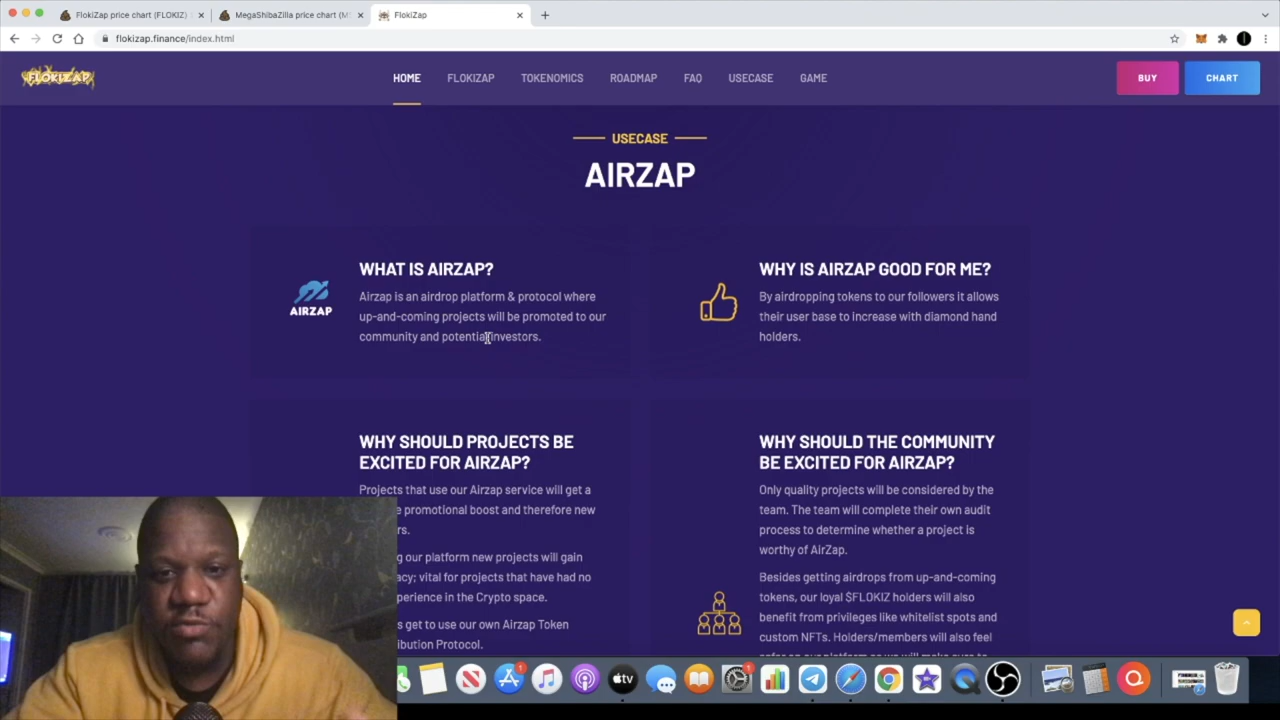 FlokiZap price chart (FLOKIZ)
MegaShibaZilla price chart (M
FlokiZap
flokizap.finance/index.html
FLOKIZAP
HOME
FLOKIZAP
TOKENOMICS
ROADMAP
FAQ
USECASE
GAME
BUY
CHART
USECASE
AIRZAP
AIRZAP
WHAT IS AIRZAP?
Airzap is an airdrop platform & protocol where
up-and-coming projects will be promoted to our
community and potential investors.
WHY IS AIRZAP GOOD FOR ME?
By airdropping tokens to our followers it allows
their user base to increase with diamond hand
holders.
WHY SHOULD PROJECTS BE
EXCITED FOR AIRZAP?
Projects that use our Airzap service will get a
promotional boost and therefore new
our platform new projects will gain
vital for projects that have had no
in the Crypto space.
get to use our own Airzap Token
Protocol.
WHY SHOULD THE COMMUNITY
BE EXCITED FOR AIRZAP?
Only quality projects will be considered by the
team. The team will complete their own audit
process to determine whether a project is
worthy of AirZap.
Besides getting airdrops from up-and-coming
tokens, our loyal $FLOKIZ holders will also
benefit from privileges like whitelist spots and
custom NFTs. Holders/members will also feel
tv
1
1